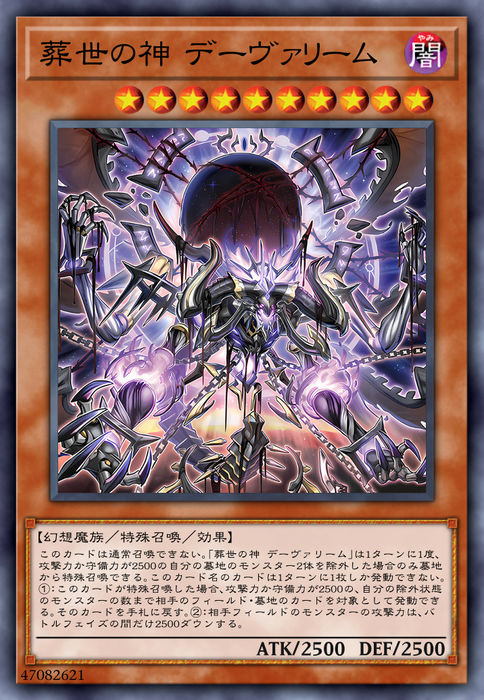 葬世の神 デーヴァリーム
やみ
闇
【幻想魔族／特殊召喚／効果】
このカードは通常召喚できない。「葬世の神 デーヴァリーム」は1ターンに1度、
攻撃力か守備力が2500の自分の墓地のモンスター2体を除外した場合のみ墓地
から特殊召喚できる。このカード名のカードは1ターンに1枚しか発動できない。
①：このカードが特殊召喚した場合、攻撃力か守備力が2500の、自分の除外状態
のモンスターの数まで相手のフィールド・墓地のカードを対象として発動でき
る。そのカードを手札に戻す。②：相手フィールドのモンスターの攻撃力は、バ
トルフェイズの間だけ2500ダウンする。
ATK/2500 DEF/2500
47082621